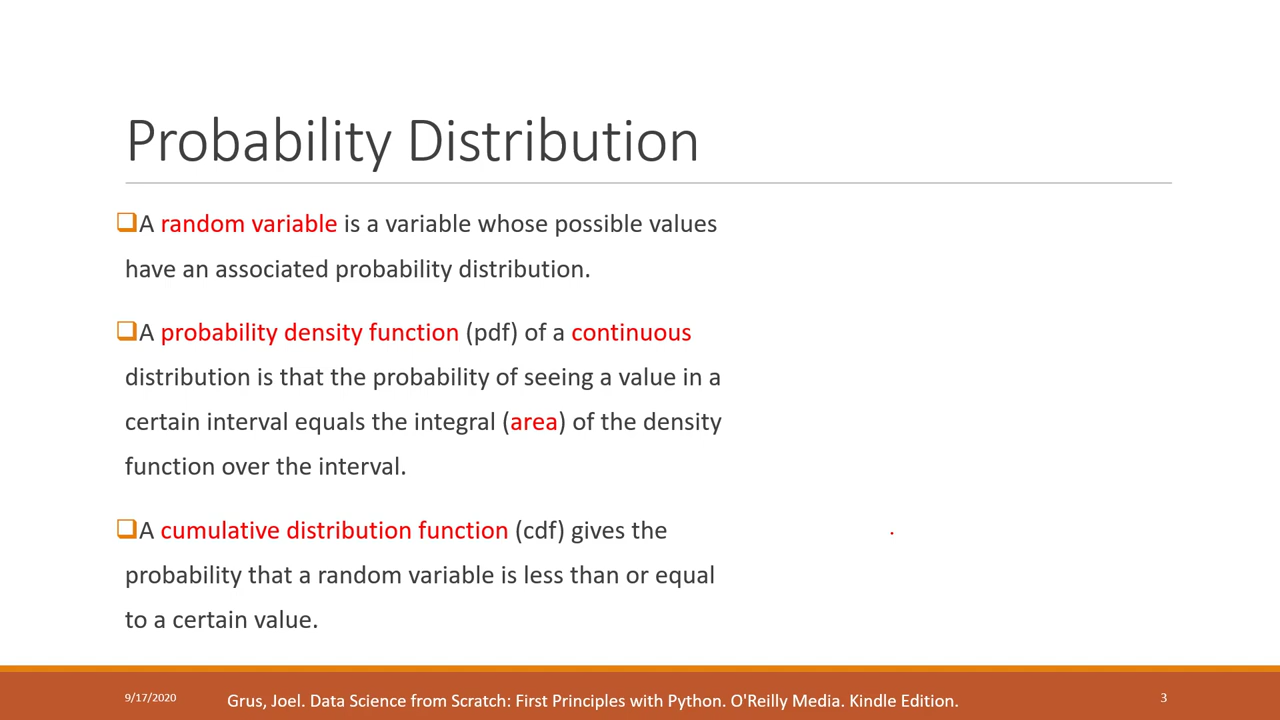 Probability Distribution
A random variable is a variable whose possible values
have an associated probability distribution.
A probability density function (pdf) of a continuous
distribution is that the probability of seeing a value in a
certain interval equals the integral (area) of the density
function over the interval.
A cumulative distribution function (cdf) gives the
probability that a random variable is less than or equal
to a certain value.
9/17/2020
Grus, Joel. Data Science from Scratch: First Principles with Python. O'Reilly Media. Kindle Edition.
3